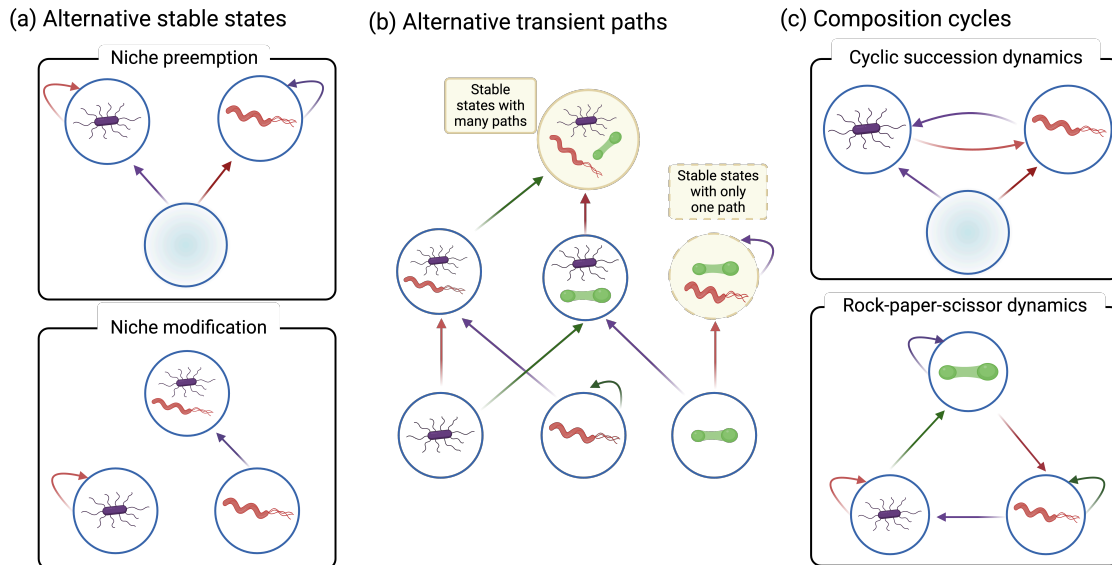 (a) Alternative stable states
Niche preemption
Niche modification
(b) Alternative transient paths
Stable
states with
many paths
Stable states
with only
one path
(c) Composition cycles
Cyclic succession dynamics
Rock-paper-scissor dynamics